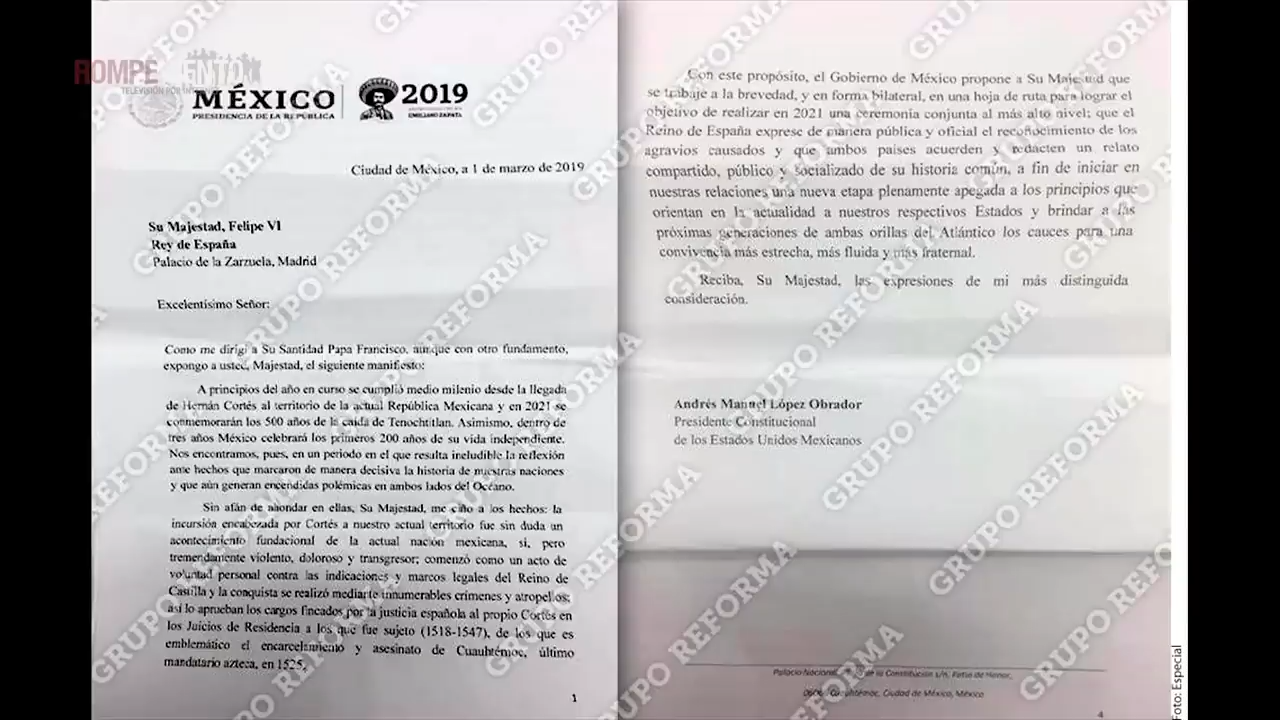 ROMPEVIENTO
TELEVISIÓN POR INTERNET
MÉXICO
PRESIDENCIA DE LA REPÚBLICA
2019
EMILIANO ZAPATA
Ciudad de México, a 1 de marzo de 2019
Su Majestad, Felipe VI
Rey de España
Palacio de la Zarzuela, Madrid
Excelentísimo Señor:
Como me dirigí a Su Santidad Papa Francisco, aunque con otro fundamento,
expongo a usted, Majestad, el siguiente manifiesto:
A principios del año en curso se cumplió medio milenio desde la llegada
de Hernán Cortés al territorio de la actual República Mexicana y en 2021 se
conmemorarán los 500 años de la caída de Tenochtitlan. Asimismo, dentro de
tres años México celebrará los primeros 200 años de su vida independiente.
Nos encontramos, pues, en un periodo en el que resulta ineludible la reflexión
ante hechos que marcaron de manera decisiva la historia de nuestras naciones
y que aún generan encendidas polémicas en ambos lados del Océano.
Sin afán de ahondar en ellas, Su Majestad, me ciño a los hechos: la
incursión encabezada por Cortés a nuestro actual territorio fue sin duda un
acontecimiento fundacional de la actual nación mexicana, sí, pero
tremendamente violento, doloroso y transgresor; comenzó como un acto de
voluntad personal contra las indicaciones y marcos legales del Reino de
Castilla y la conquista se realizó mediante innumerables crímenes y atropellos;
así lo aprueban los cargos fincados por la justicia española al propio Cortés en
los Juicios de Residencia a los que fue sujeto (1518-1547), de los que es
emblemático el encarcelamiento y asesinato de Cuauhtémoc, último
mandatario azteca, en 1525,
1
Con este propósito, el Gobierno de México propone a Su Majestad que
se trabaje a la brevedad, y en forma bilateral, en una hoja de ruta para lograr el
objetivo de realizar en 2021 una ceremonia conjunta al más alto nivel; que el
Reino de España exprese de manera pública y oficial el reconocimiento de los
agravios causados y que ambos países acuerden y redacten un relato
compartido, público y socializado de su historia común, a fin de iniciar en
nuestras relaciones una nueva etapa plenamente apegada a los principios que
orientan en la actualidad a nuestros respectivos Estados y brindar a las
próximas generaciones de ambas orillas del Atlántico los cauces para una
convivencia más estrecha, más fluida y más fraternal.
Reciba, Su Majestad, las expresiones de mi más distinguida
consideración.
Andrés Manuel López Obrador
Presidente Constitucional
de los Estados Unidos Mexicanos
Palacio Nacional, de la Constitución s/n, Patio de Honor,
Cuauhtémoc, Ciudad de México, México
4
Foto: Especial
GRUPO REFORMA